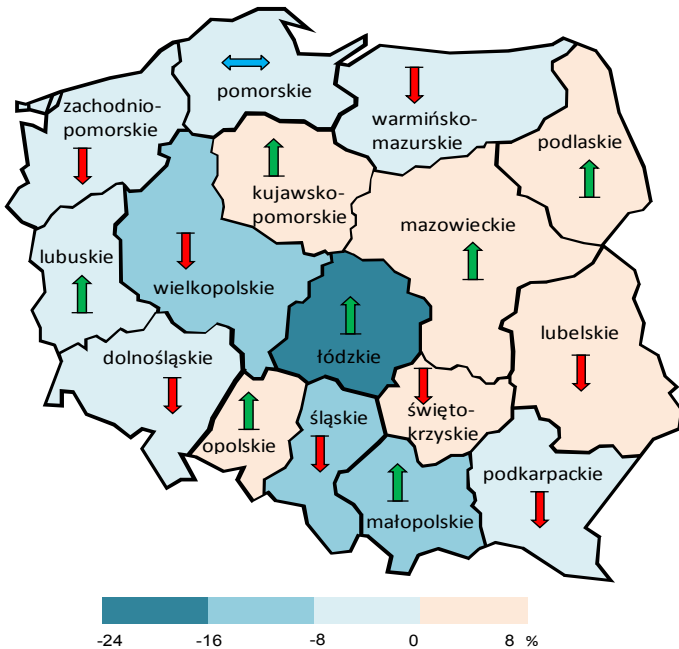 pomorskie
zachodnio-
pomorskie
warmińsko-
mazurskie
podlaskie
kujawsko-
pomorskie
mazowieckie
lubuskie
wielkopolskie
lubelskie
dolnośląskie
łódzkie
święto-
krzyskie
śląskie
opolskie
podkarpackie
małopolskie
-24 -16 -8 0 8 %